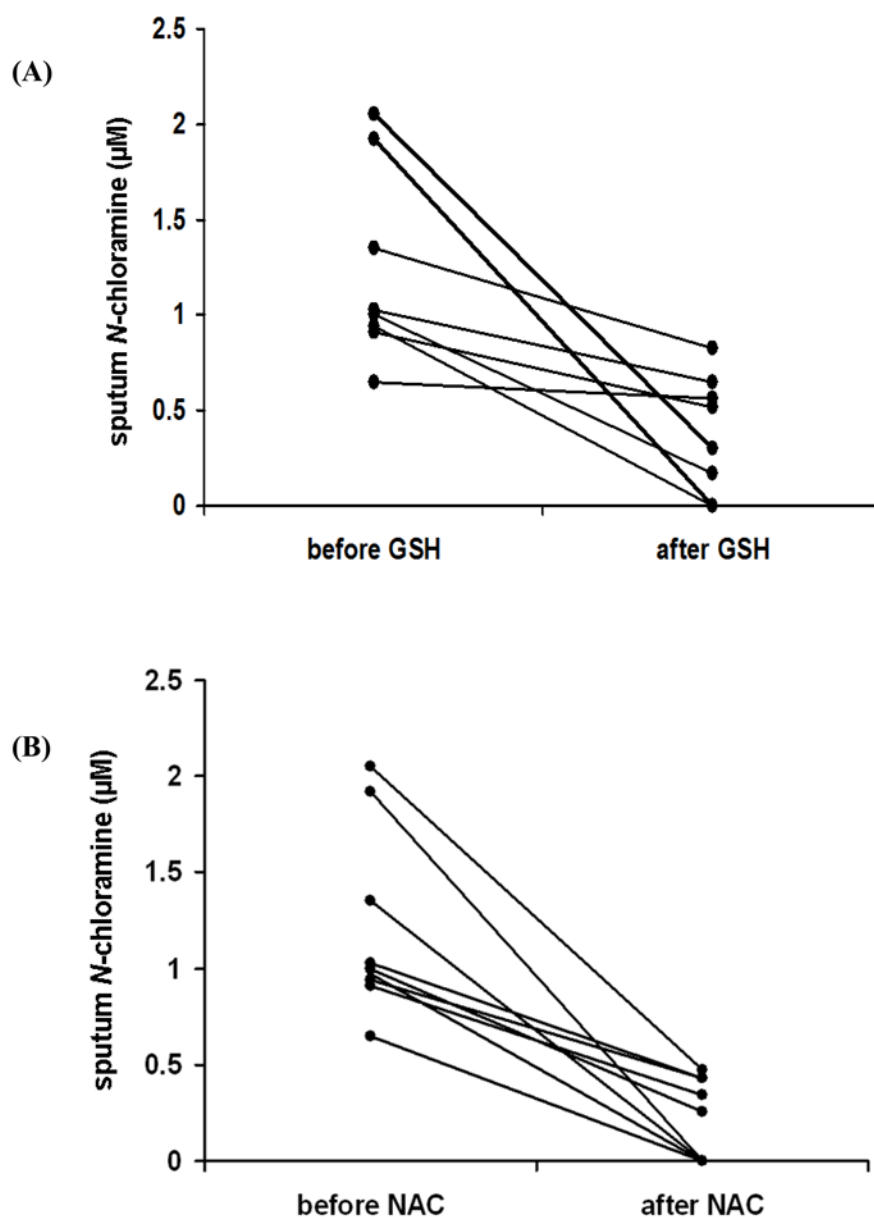 (A)
sputum N-chloramine (µM)
2.5
2
1.5
1
0.5
0
before GSH after GSH
(B)
sputum N-chloramine (µM)
2.5
2
1.5
1
0.5
0
before NAC after NAC